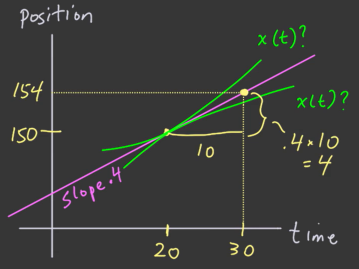 position
x(t)?
154
x(t)?
150
10
.4*10
= 4
slope .4
20
30
time